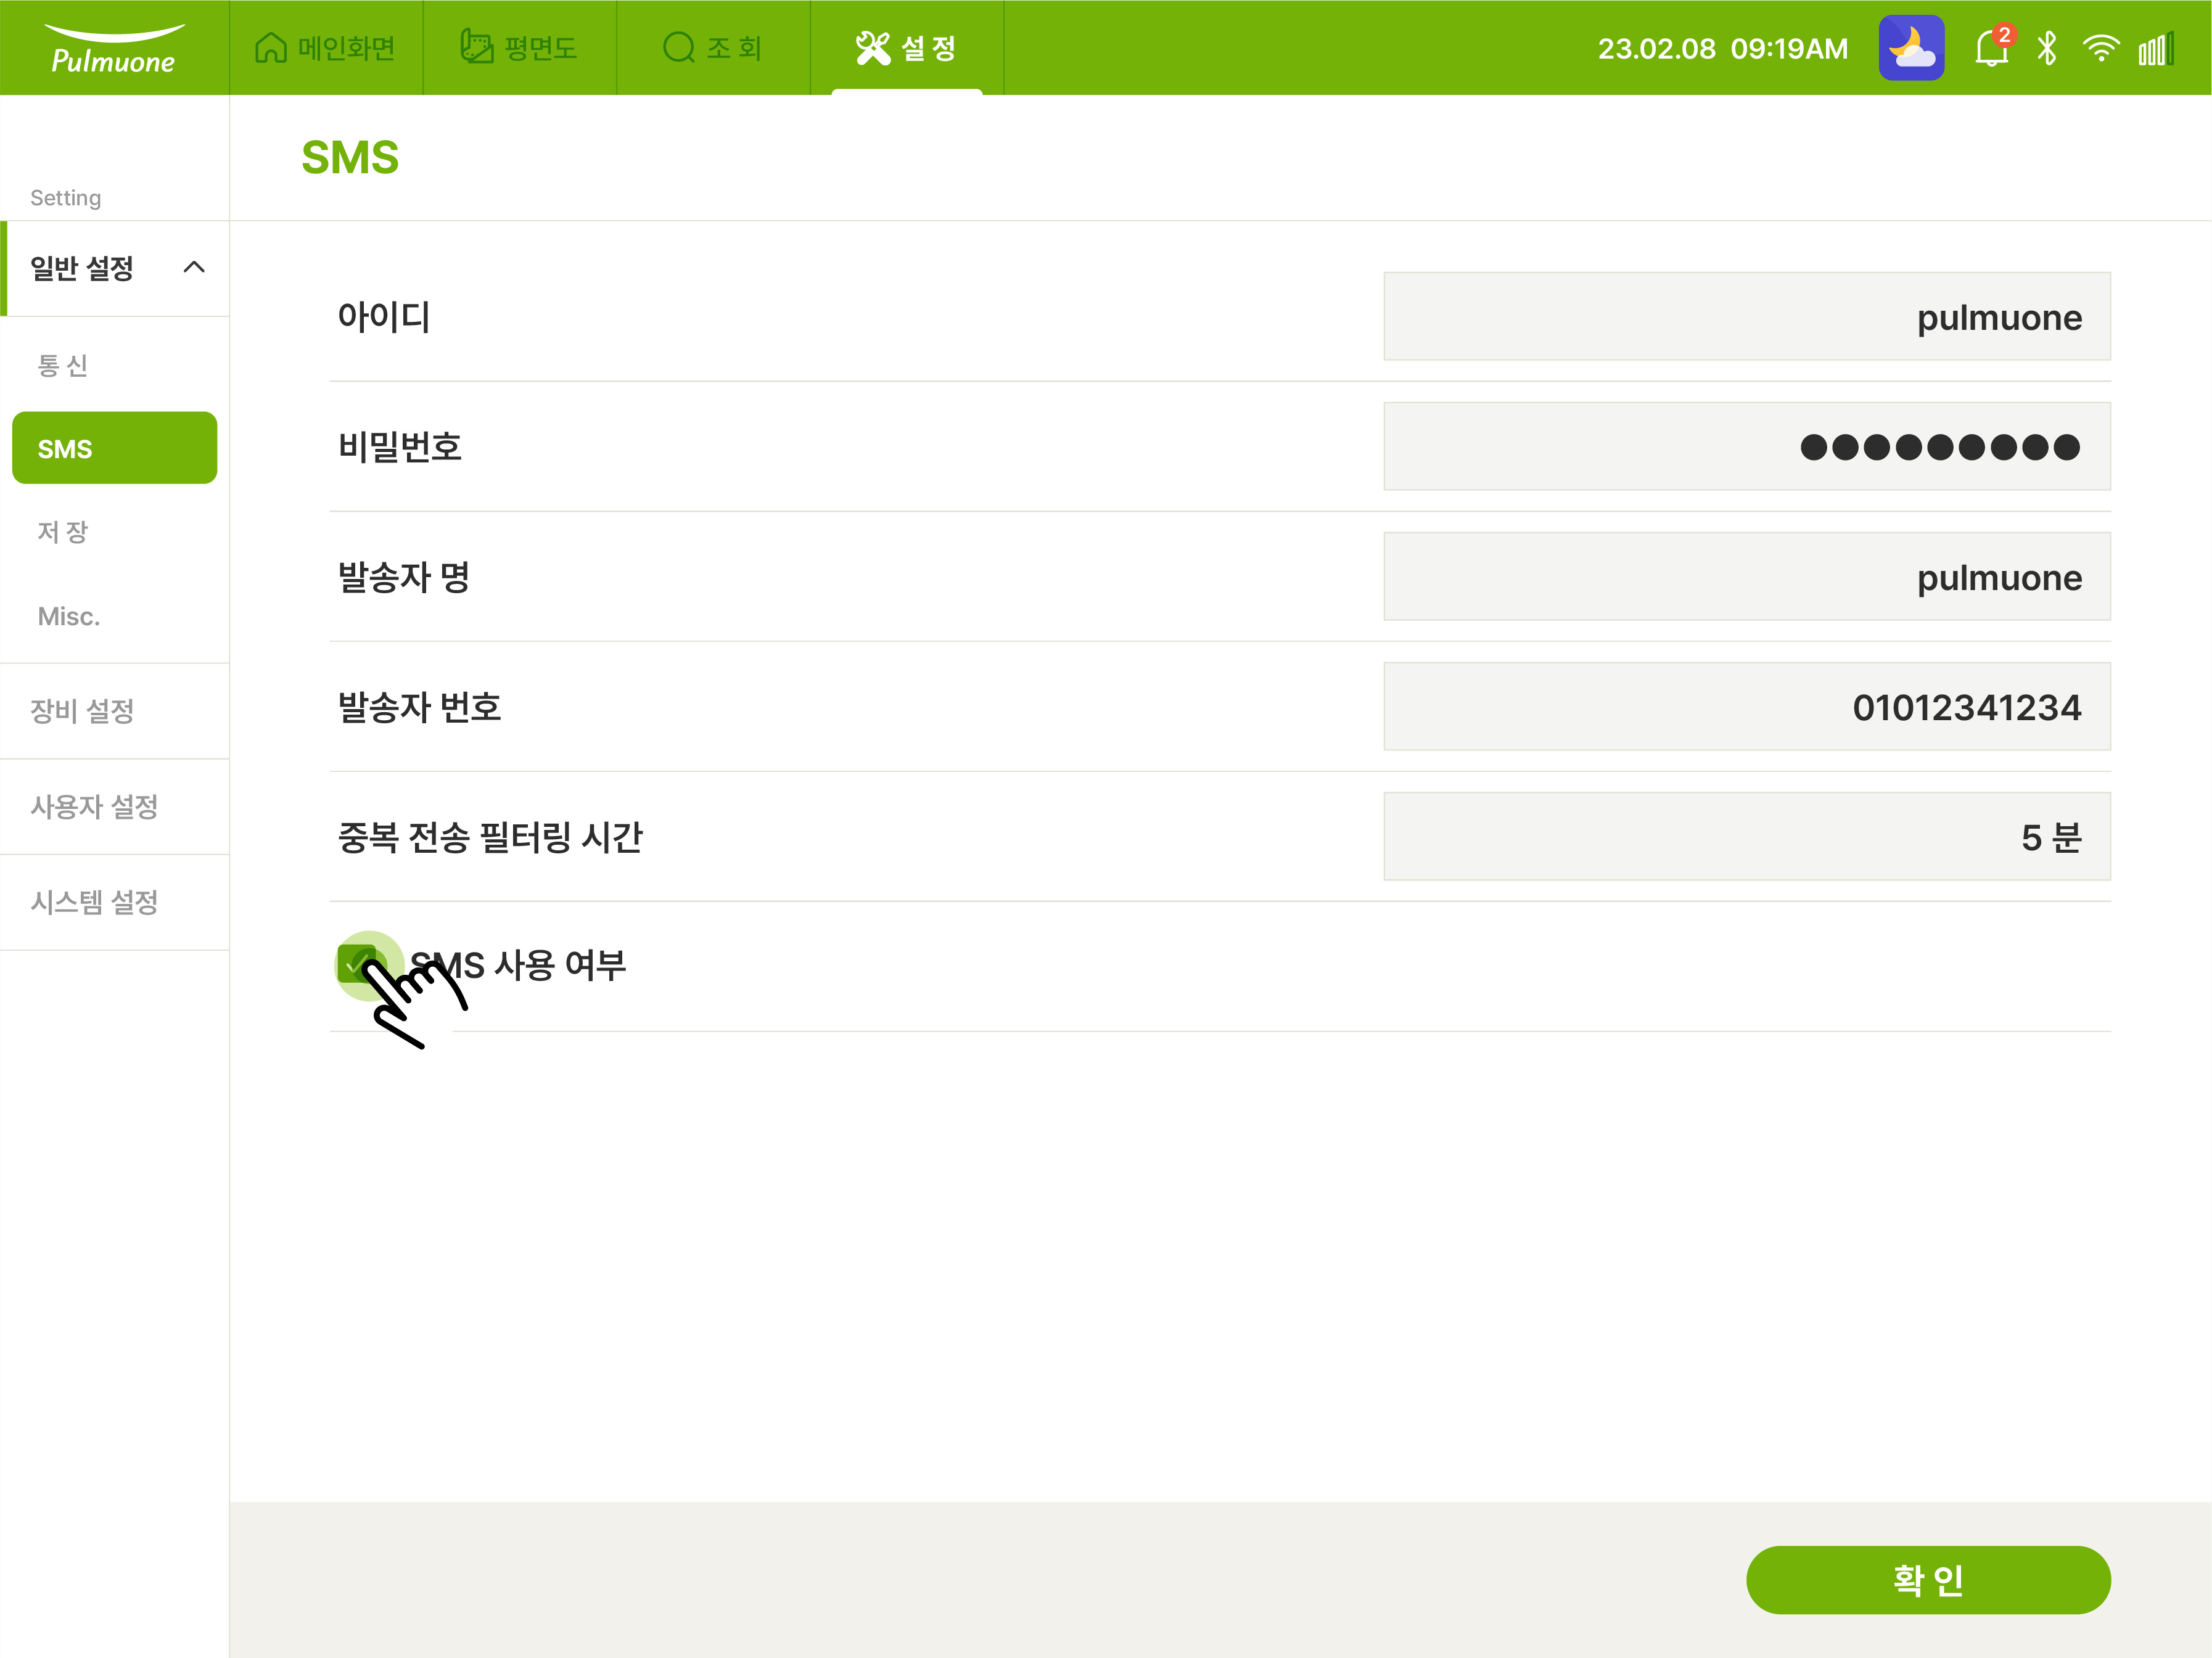 Pulmuone
메인화면
평면도
조 회
설 정
23.02.08 09:19AM
2
SMS
Setting
일반 설정
통 신
SMS
저 장
Misc.
장비 설정
사용자 설정
시스템 설정
아이디
pulmuone
비밀번호
●●●●●●●●●
발송자 명
pulmuone
발송자 번호
01012341234
중복 전송 필터링 시간
5 분
SMS 사용 여부
확 인